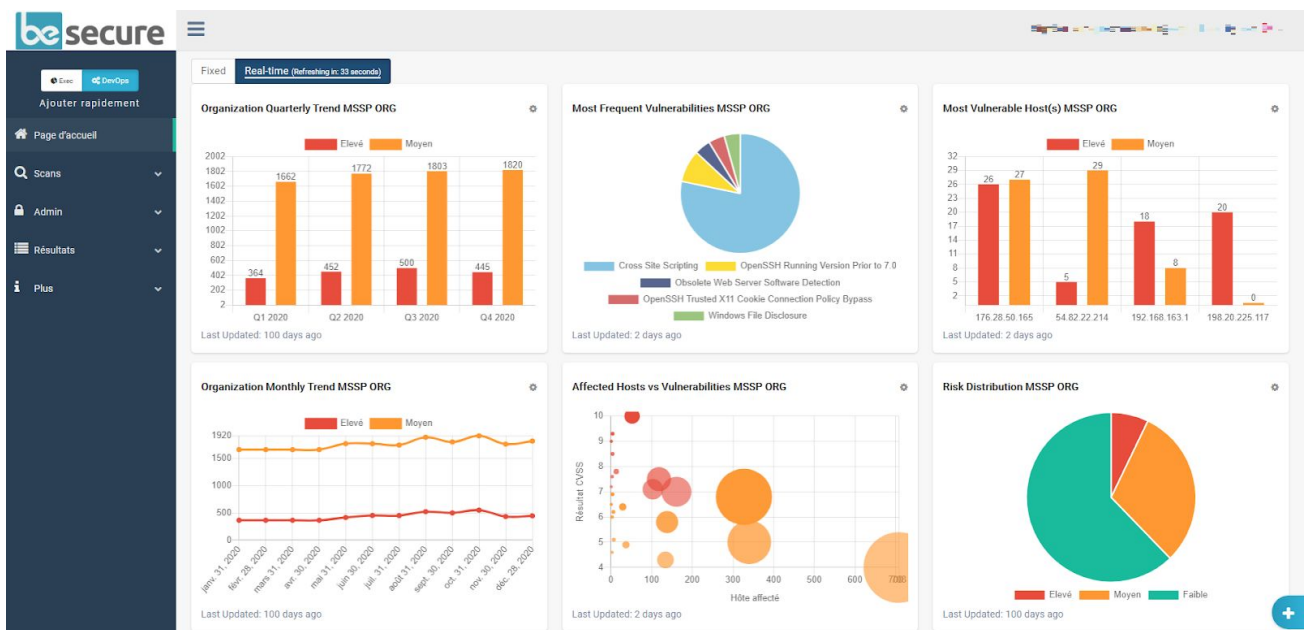 be secure
Exec DevOps
Ajouter rapidement
Page d'accueil
Scans
Admin
Résultats
Plus
Fixed Real-time (Refreshing in: 33 seconds)
Organization Quarterly Trend MSSP ORG
Elevé Moyen
2002
1802
1602
1402
1202
1002
802
602
402
202
2
364 1662 452 1772 500 1803 445 1820
Q1 2020 Q2 2020 Q3 2020 Q4 2020
Last Updated: 100 days ago
Most Frequent Vulnerabilities MSSP ORG
Cross Site Scripting OpenSSH Running Version Prior to 7.0
Obsolete Web Server Software Detection
OpenSSH Trusted X11 Cookie Connection Policy Bypass
Windows File Disclosure
Last Updated: 2 days ago
Most Vulnerable Host(s) MSSP ORG
Elevé Moyen
32
29
26
23
20
17
14
11
8
5
2
26 27 5 29 18 8 20 0
176.28.50.165 54.82.22.214 192.168.163.1 198.20.225.117
Last Updated: 2 days ago
Organization Monthly Trend MSSP ORG
Elevé Moyen
1920
1500
1000
500
0
janv. 31, 2020 févr. 28, 2020 mars 31, 2020 avr. 30, 2020 mai 31, 2020 juin 30, 2020 juil. 31, 2020 août 31, 2020 sept. 30, 2020 oct. 31, 2020 nov. 30, 2020 déc. 28, 2020
Last Updated: 100 days ago
Affected Hosts vs Vulnerabilities MSSP ORG
Résultat CVSS
10
9
8
7
6
5
4
0 100 200 300 400 500 600
Hôte affecté
Last Updated: 2 days ago
Risk Distribution MSSP ORG
Elevé Moyen Faible
Last Updated: 100 days ago